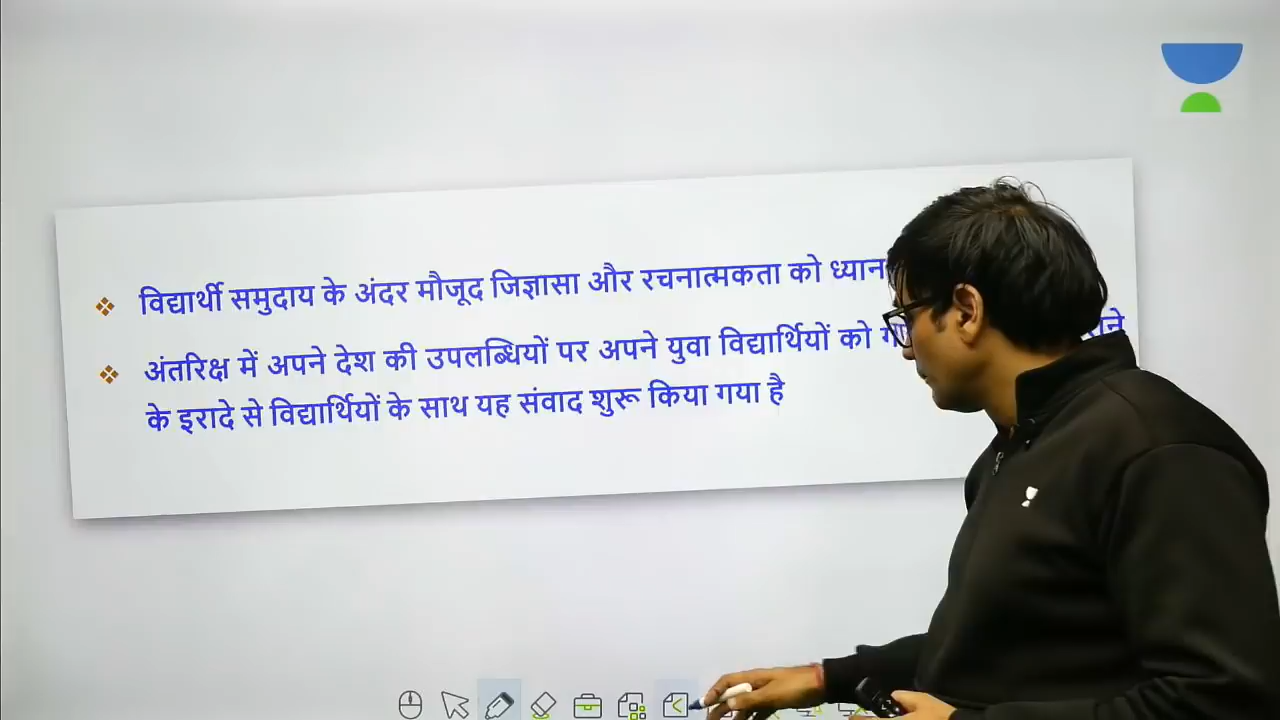 विद्यार्थी समुदाय के अंदर मौजूद जिज्ञासा और रचनात्मकता को ध्यान
अंतरिक्ष में अपने देश की उपलब्धियों पर अपने युवा विद्यार्थियों को
के इरादे से विद्यार्थियों के साथ यह संवाद शुरू किया गया है